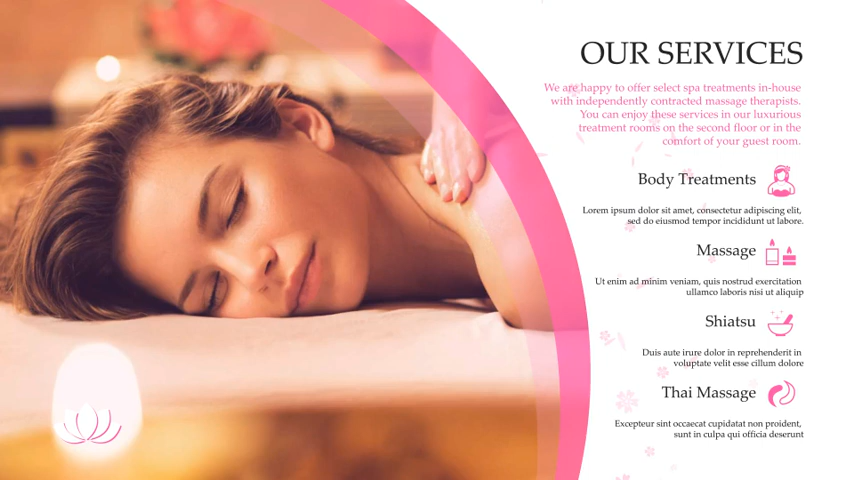 OUR SERVICES
We are happy to offer select spa treatments in-house
with independently contracted massage therapists.
You can enjoy these services in our luxurious
treatment rooms on the second floor or in the
comfort of your guest room.
Body Treatments
Lorem ipsum dolor sit amet, consectetur adipiscing elit,
sed do eiusmod tempor incididunt ut labore.
Massage
Ut enim ad minim veniam, quis nostrud exercitation
ullamco laboris nisi ut aliquip
Shiatsu
Duis aute irure dolor in reprehenderit in
voluptate velit esse cillum dolore
Thai Massage
Excepteur sint occaecat cupidatat non proident,
sunt in culpa qui officia deserunt